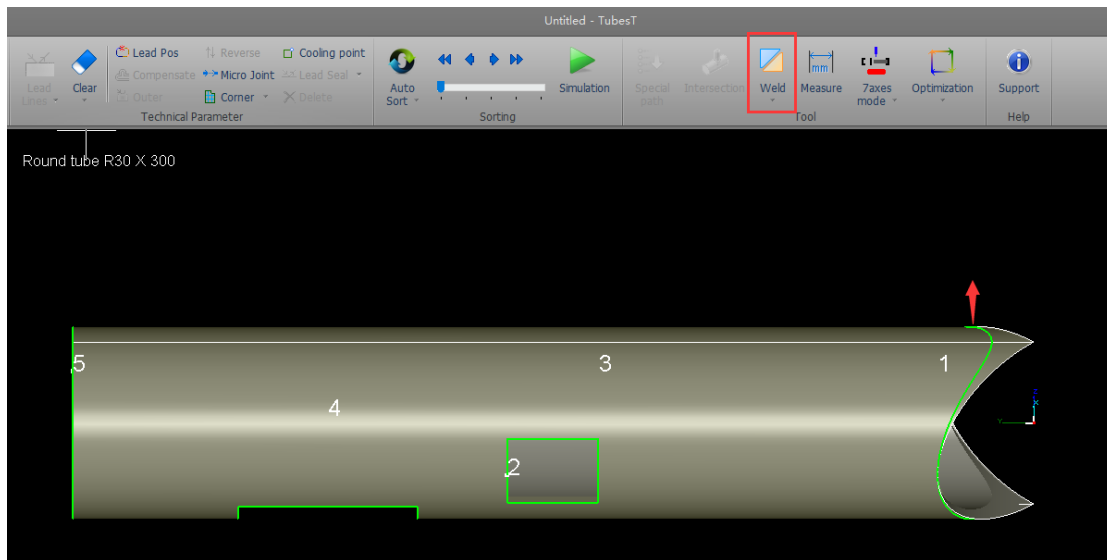 Untitled - TubesT
Lead Pos Reverse Cooling point
Compensate Micro Joint Lead Seal
Lead Lines Clear Outer Corner Delete Auto Sort Simulation Special path Intersection Weld Measure 7axes mode Optimization Support
mm
Technical Parameter Sorting Tool Help
Round tube R30 X 300
5 3 1
4
2